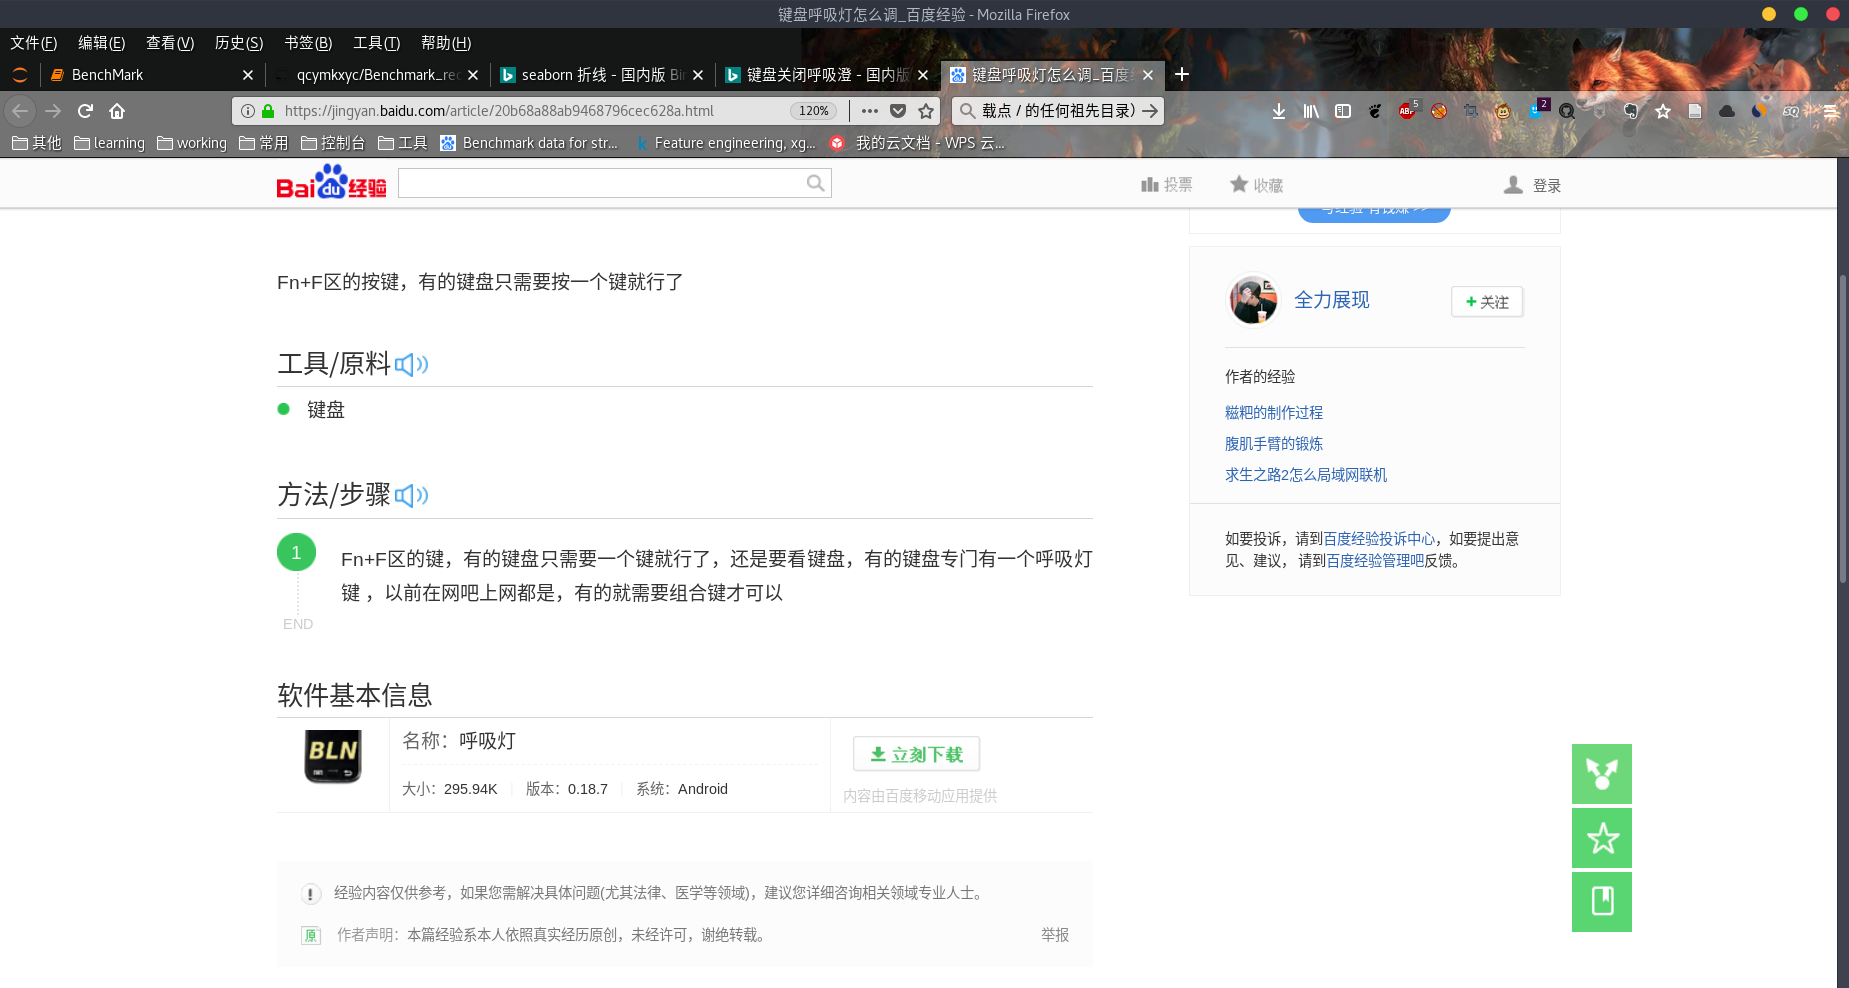 键盘呼吸灯怎么调_百度经验 - Mozilla Firefox
文件(F) 编辑(E) 查看(V) 历史(S) 书签(B) 工具(T) 帮助(H)
BenchMark
qcymkxyc/Benchmark_rec
seaborn 折线 - 国内版 Bi
键盘关闭呼吸澄 - 国内版
键盘呼吸灯怎么调_百度
https://jingyan.baidu.com/article/20b68a88ab9468796cec628a.html 120%
载点 / 的任何祖先目录）
ABP 5 2 SQ
其他 learning working 常用 控制台 工具 Benchmark data for str... Feature engineering, xg... 我的云文档 - WPS 云...
Bai du 经验
投票 收藏 登录
写经验 有钱赚 >>
Fn+F区的按键，有的键盘只需要按一个键就行了
工具/原料
键盘
方法/步骤
1
Fn+F区的键，有的键盘只需要一个键就行了，还是要看键盘，有的键盘专门有一个呼吸灯
键 ，以前在网吧上网都是，有的就需要组合键才可以
END
软件基本信息
BLN
名称：呼吸灯
大小：295.94K 版本：0.18.7 系统：Android
立刻下载
内容由百度移动应用提供
经验内容仅供参考，如果您需解决具体问题(尤其法律、医学等领域)，建议您详细咨询相关领域专业人士。
原 作者声明：本篇经验系本人依照真实经历原创，未经许可，谢绝转载。 举报
全力展现
+ 关注
作者的经验
糍粑的制作过程
腹肌手臂的锻炼
求生之路2怎么局域网联机
如要投诉，请到百度经验投诉中心，如要提出意
见、建议， 请到百度经验管理吧反馈。